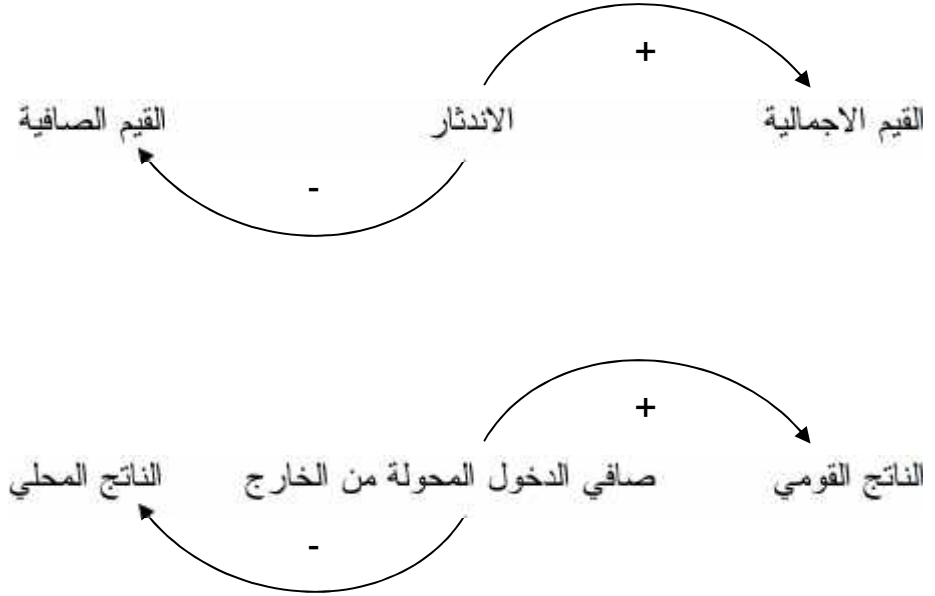 +
القيم الاجمالية الاندثار القيم الصافية
-
+
الناتج القومي صافي الدخول المحولة من الخارج الناتج المحلي
-